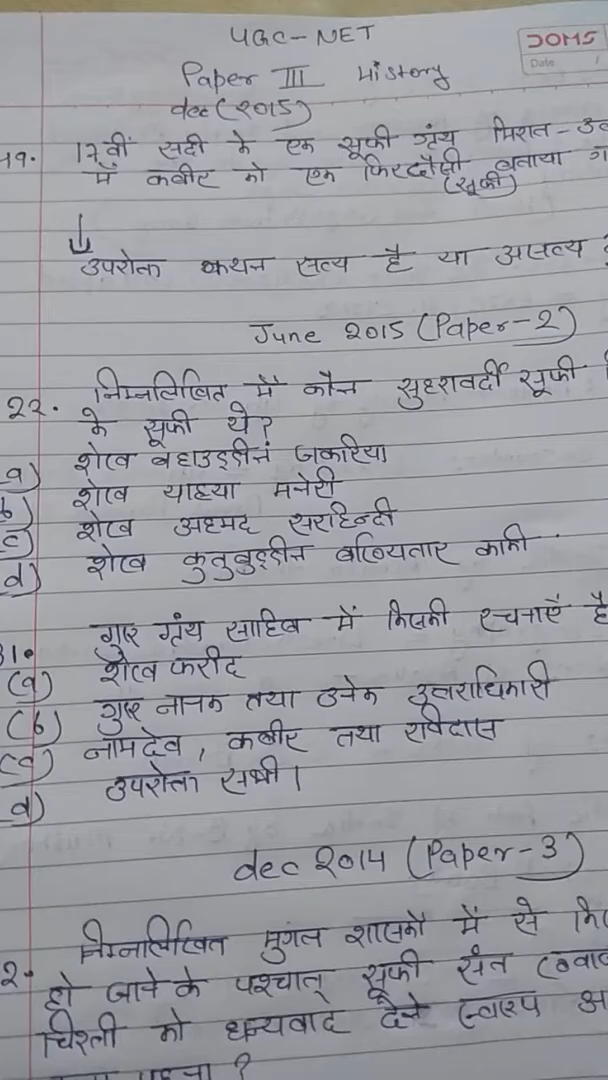 UGC-NET
DOMS
Date
Paper III History
dec (2015)
19. 17वीं सदी के एक सूफी ग्रंथ मिरात-
में कबीर को एक फिरदौसी बताया
(सूफी)
उपरोक्त कथन सत्य है या असत्य ?
June 2015 (Paper-2)
22. निम्नलिखित में कौन सुहरावर्दी सूफी
के सूफी थे?
a) शेख बहाउद्दीन जकारिया
b) शेख याहया मनेरी
c) शेख अहमद सरहिन्दी
d) शेख कुतुबुद्दीन बख्तियार काकी
31. गुरु ग्रंथ साहिब में किसकी रचनाएँ है
(a) शेख फरीद
(b) गुरु नानक तथा उनके उत्तराधिकारी
(c) नामदेव, कबीर तथा रविदास
d) उपरोक्त सभी।
dec 2014 (Paper-3)
2. निम्नलिखित मुगल शासकों में से
हो जाने के पश्चात् सूफी संत
चिश्ती को धन्यवाद देने स्वरूप
?